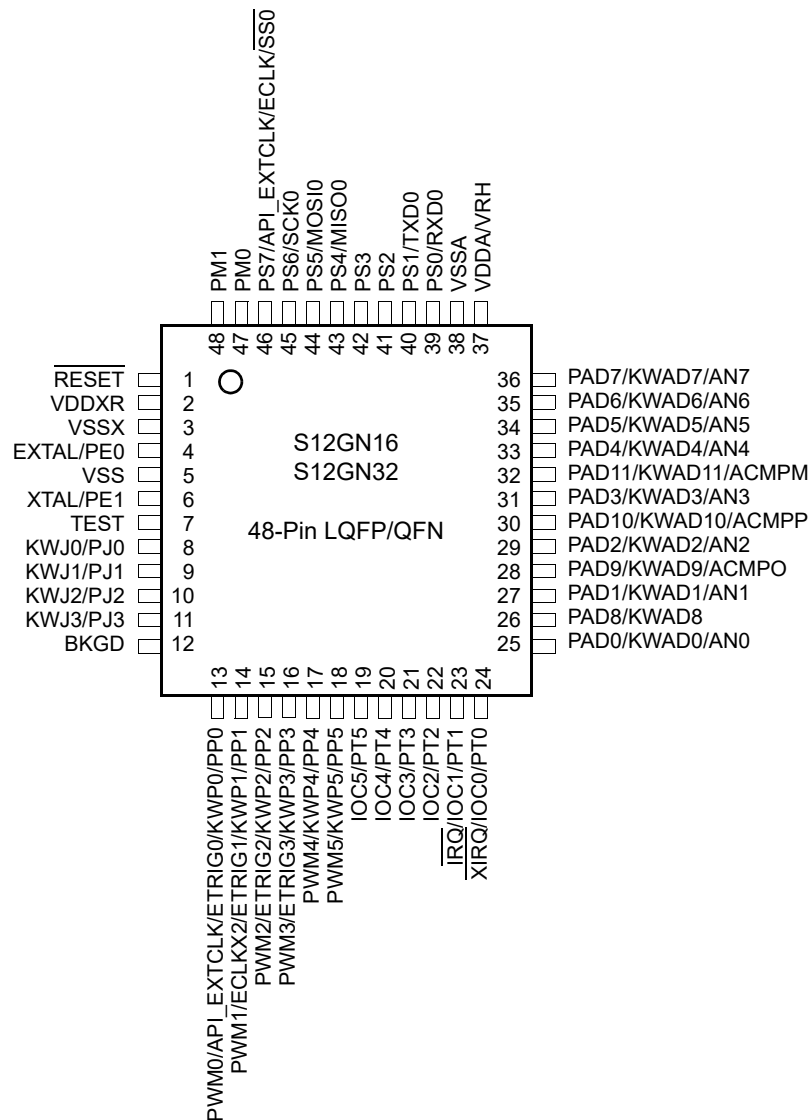 PM1
PM0
PS7/API_EXTCLK/ECLK/SS0
PS6/SCK0
PS5/MOSI0
PS4/MISO0
PS3
PS2
PS1/TXD0
PS0/RXD0
VSSA
VDDA/VRH
48
47
46
45
44
43
42
41
40
39
38
37
RESET 1
VDDXR 2
VSSX 3
EXTAL/PE0 4
VSS 5
XTAL/PE1 6
TEST 7
KWJ0/PJ0 8
KWJ1/PJ1 9
KWJ2/PJ2 10
KWJ3/PJ3 11
BKGD 12
S12GN16
S12GN32
48-Pin LQFP/QFN
36 PAD7/KWAD7/AN7
35 PAD6/KWAD6/AN6
34 PAD5/KWAD5/AN5
33 PAD4/KWAD4/AN4
32 PAD11/KWAD11/ACMPM
31 PAD3/KWAD3/AN3
30 PAD10/KWAD10/ACMPP
29 PAD2/KWAD2/AN2
28 PAD9/KWAD9/ACMPO
27 PAD1/KWAD1/AN1
26 PAD8/KWAD8
25 PAD0/KWAD0/AN0
13
14
15
16
17
18
19
20
21
22
23
24
PWM0/API_EXTCLK/ETRIG0/KWP0/PP0
PWM1/ECLKX2/ETRIG1/KWP1/PP1
PWM2/ETRIG2/KWP2/PP2
PWM3/ETRIG3/KWP3/PP3
PWM4/KWP4/PP4
PWM5/KWP5/PP5
IOC5/PT5
IOC4/PT4
IOC3/PT3
IOC2/PT2
IRQ/IOC1/PT1
XIRQ/IOC0/PT0